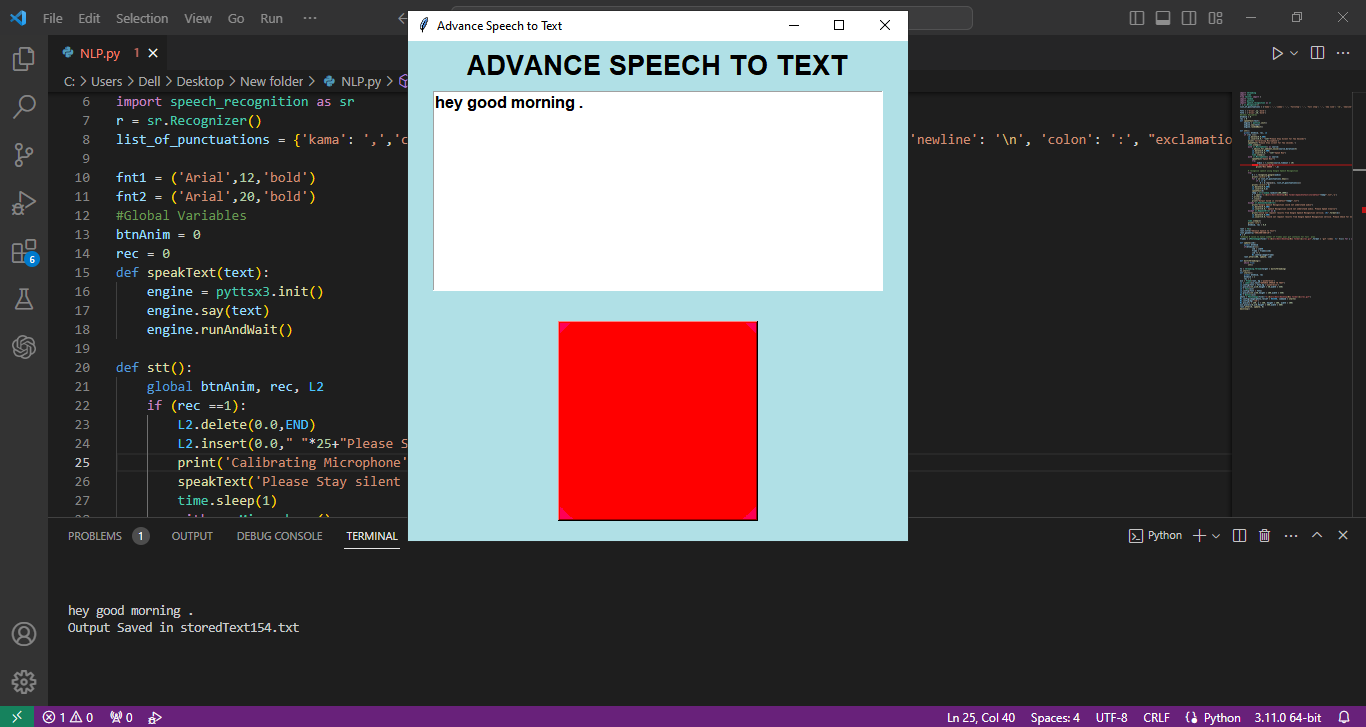 File Edit Selection View Go Run ···
Advance Speech to Text
ADVANCE SPEECH TO TEXT
hey good morning .
NLP.py 1
C: > Users > Dell > Desktop > New folder > NLP.py >
6 import speech_recognition as sr
7 r = sr.Recognizer()
8 list_of_punctuations = {'kama': ',','c 'newline': '\n', 'colon': ':', "exclamatio
9
10 fnt1 = ('Arial',12,'bold')
11 fnt2 = ('Arial',20,'bold')
12 #Global Variables
13 btnAnim = 0
14 rec = 0
15 def speakText(text):
16 engine = pyttsx3.init()
17 engine.say(text)
18 engine.runAndWait()
19
20 def stt():
21 global btnAnim, rec, L2
22 if (rec ==1):
23 L2.delete(0.0,END)
24 L2.insert(0.0," "*25+"Please S
25 print('Calibrating Microphone'
26 speakText('Please Stay silent
27 time.sleep(1)
6
PROBLEMS 1 OUTPUT DEBUG CONSOLE TERMINAL Python
hey good morning .
Output Saved in storedText154.txt
1 0 0 Ln 25, Col 40 Spaces: 4 UTF-8 CRLF Python 3.11.0 64-bit